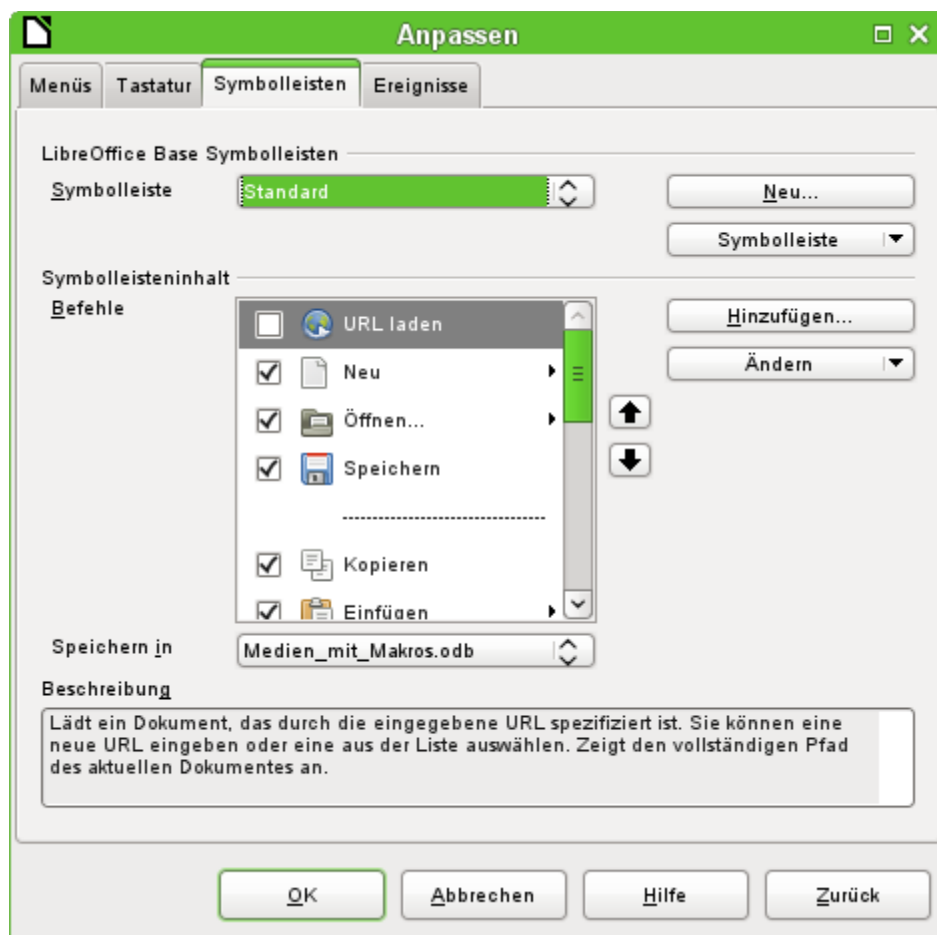 Anpassen
Menüs Tastatur Symbolleisten Ereignisse
LibreOffice Base Symbolleisten
Symbolleiste Standard Neu...
Symbolleiste
Symbolleisteninhalt
Befehle URL laden Hinzufügen...
Neu Ändern
Öffnen...
Speichern
----------------------------------
Kopieren
Einfügen
Speichern in Medien_mit_Makros.odb
Beschreibung
Lädt ein Dokument, das durch die eingegebene URL spezifiziert ist. Sie können eine
neue URL eingeben oder eine aus der Liste auswählen. Zeigt den vollständigen Pfad
des aktuellen Dokumentes an.
OK Abbrechen Hilfe Zurück